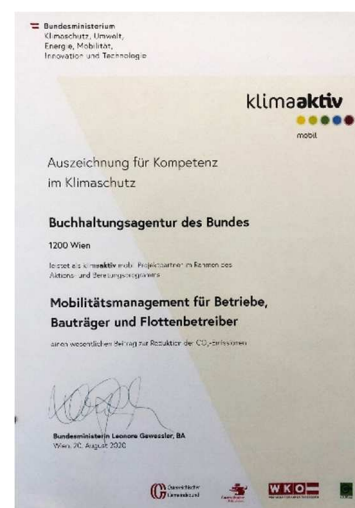 Bundesministerium
Klimaschutz, Umwelt,
Energie, Mobilität,
Innovation und Technologie
klimaaktiv
mobil
Auszeichnung für Kompetenz
im Klimaschutz
Buchhaltungsagentur des Bundes
1200 Wien
leistet als klimaaktiv mobil Projektpartner im Rahmen des
Aktions- und Beratungsprogramms
Mobilitätsmanagement für Betriebe,
Bauträger und Flottenbetreiber
einen wesentlichen Beitrag zur Reduktion der CO₂-Emissionen
Bundesministerin Leonore Gewessler, BA
Wien, 20. August 2020
Österreichischer
Gemeindebund
WKO